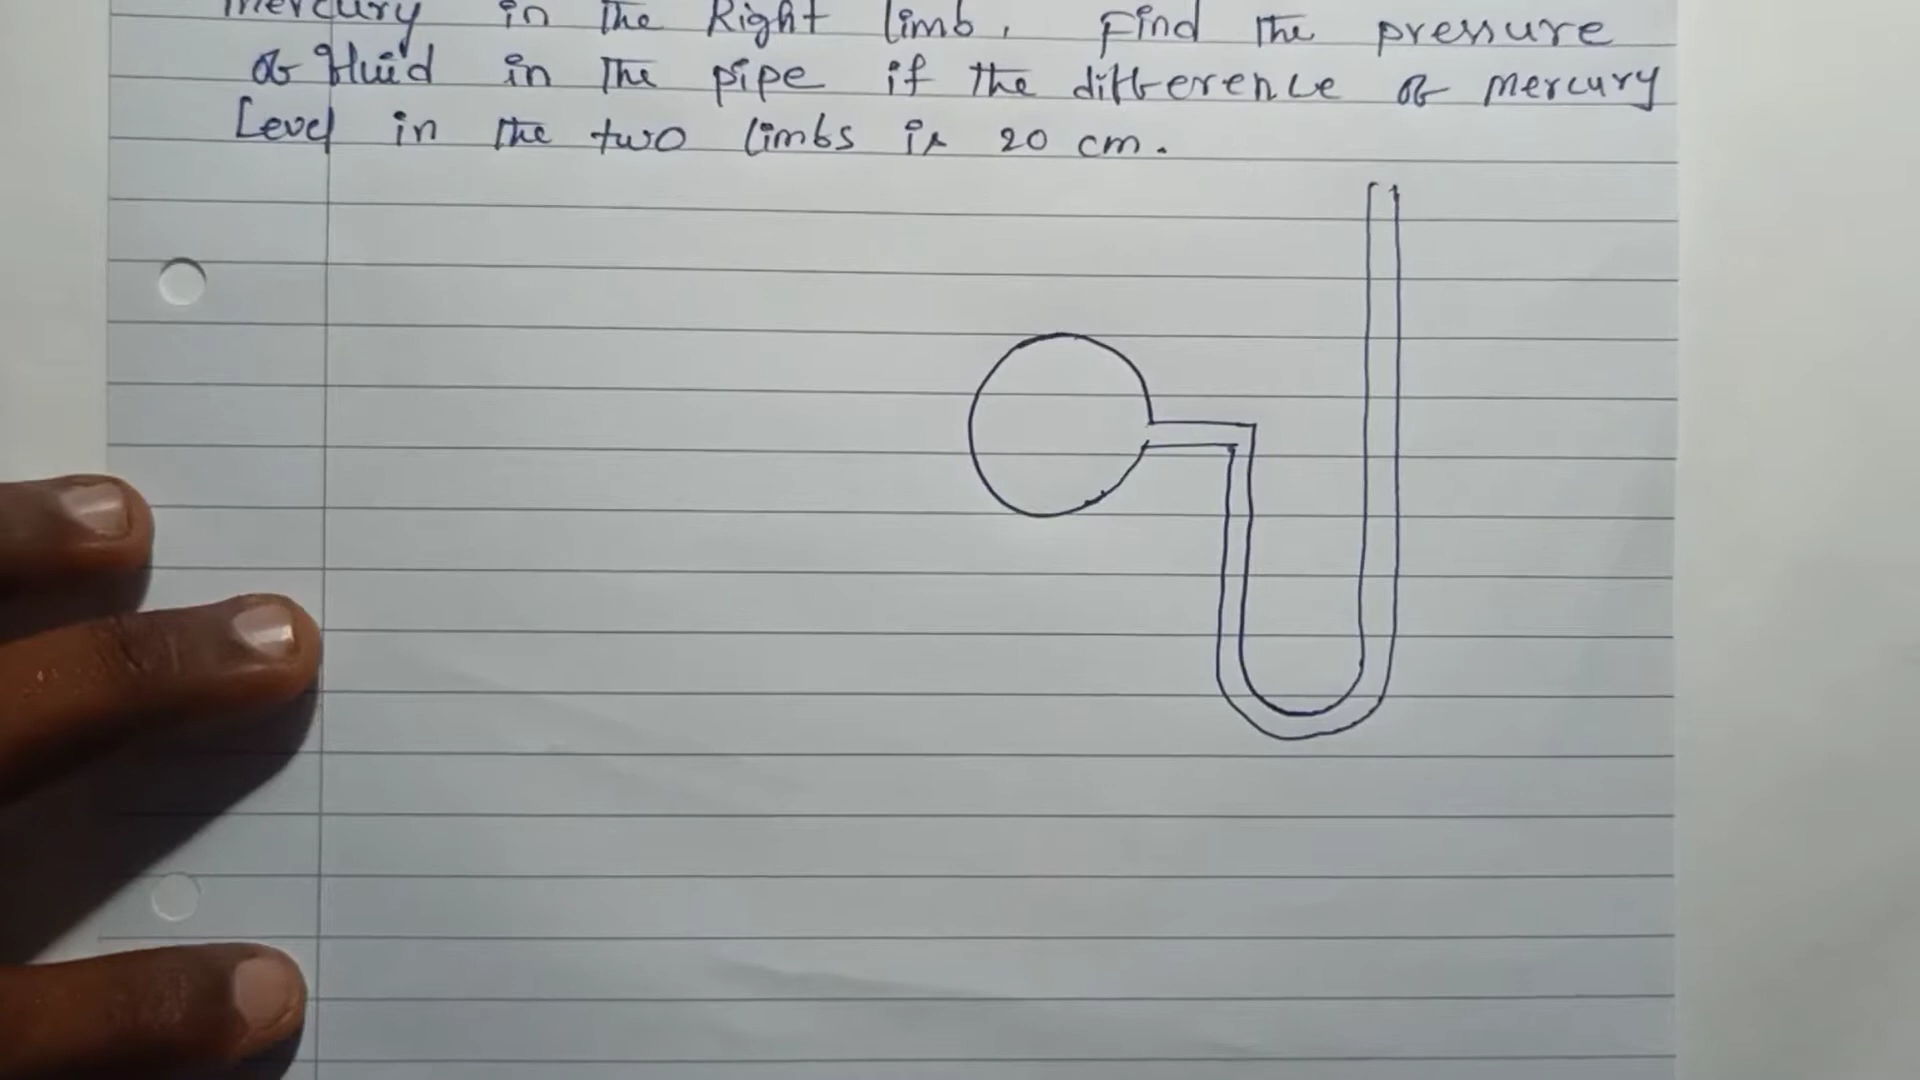 mercury in the Right limb. Find the pressure
of fluid in the pipe if the difference of mercury
Level in the two limbs is 20 cm.